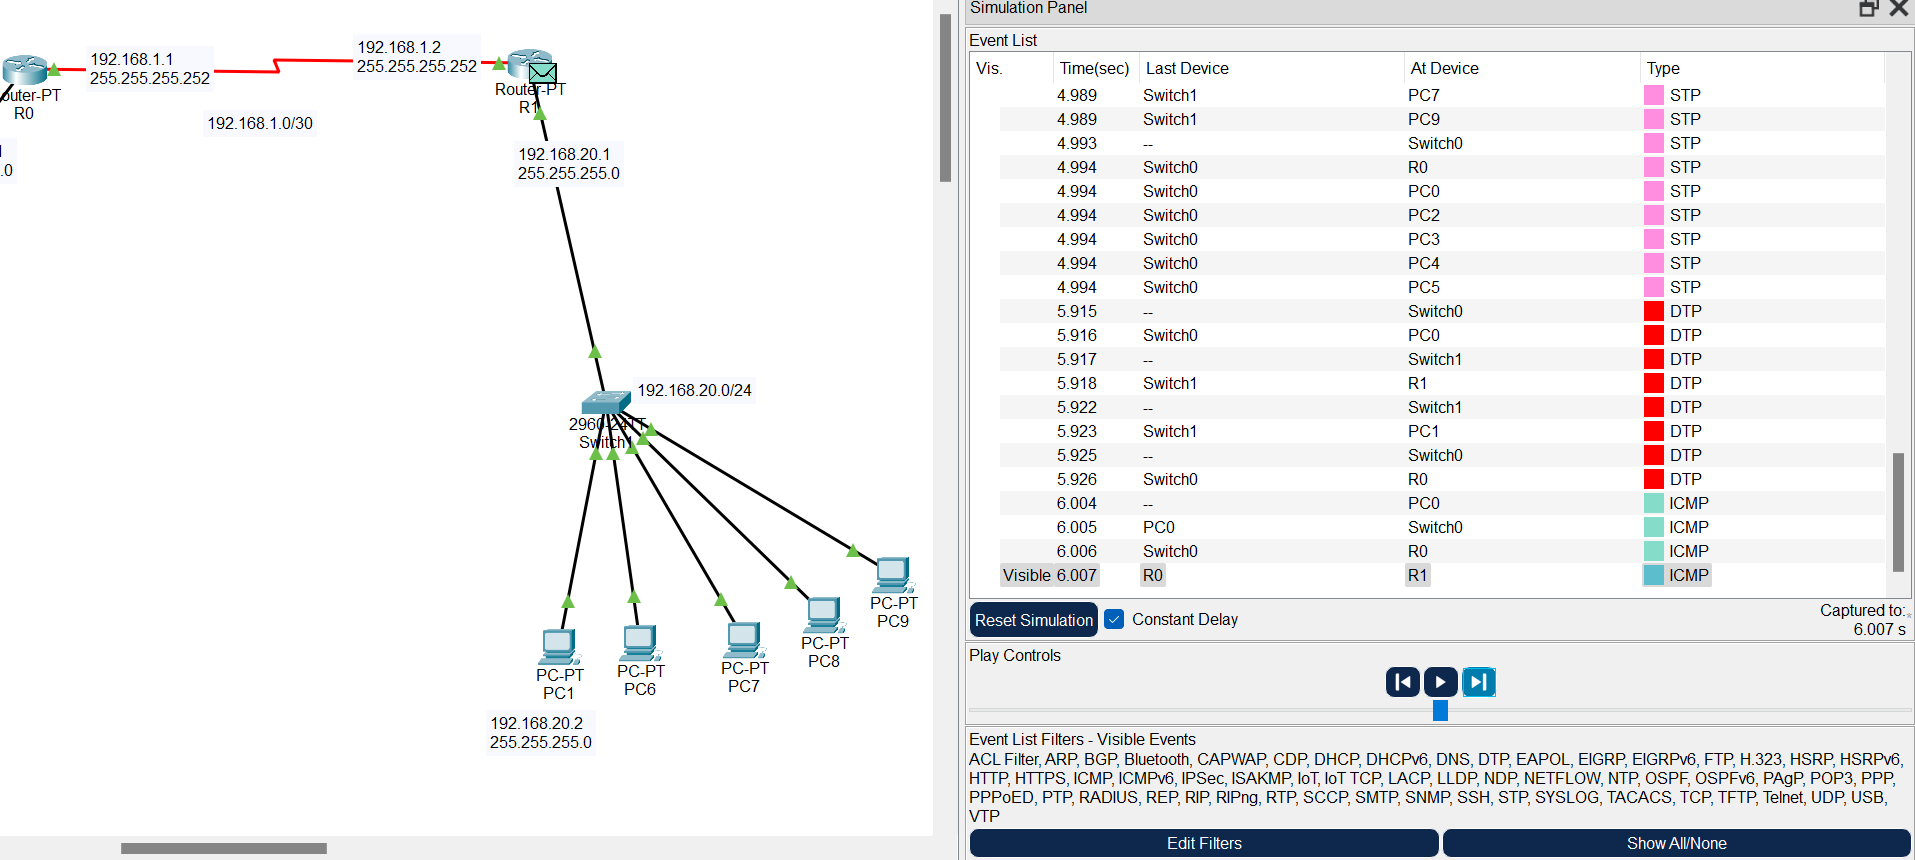 192.168.1.1
255.255.255.252
192.168.1.2
255.255.255.252
outer-PT
R0
Router-PT
R1
192.168.1.0/30
.0
192.168.20.1
255.255.255.0
192.168.20.0/24
2960-24TT
Switch1
PC-PT
PC1
PC-PT
PC6
PC-PT
PC7
PC-PT
PC8
PC-PT
PC9
192.168.20.2
255.255.255.0
Simulation Panel
Event List
Vis. Time(sec) Last Device At Device Type
4.989 Switch1 PC7 STP
4.989 Switch1 PC9 STP
4.993 -- Switch0 STP
4.994 Switch0 R0 STP
4.994 Switch0 PC0 STP
4.994 Switch0 PC2 STP
4.994 Switch0 PC3 STP
4.994 Switch0 PC4 STP
4.994 Switch0 PC5 STP
5.915 -- Switch0 DTP
5.916 Switch0 PC0 DTP
5.917 -- Switch1 DTP
5.918 Switch1 R1 DTP
5.922 -- Switch1 DTP
5.923 Switch1 PC1 DTP
5.925 -- Switch0 DTP
5.926 Switch0 R0 DTP
6.004 -- PC0 ICMP
6.005 PC0 Switch0 ICMP
6.006 Switch0 R0 ICMP
Visible 6.007 R0 R1 ICMP
Reset Simulation Constant Delay
Captured to:
6.007 s
Play Controls
Event List Filters - Visible Events
ACL Filter, ARP, BGP, Bluetooth, CAPWAP, CDP, DHCP, DHCPv6, DNS, DTP, EAPOL, EIGRP, EIGRPv6, FTP, H.323, HSRP, HSRPv6,
HTTP, HTTPS, ICMP, ICMPv6, IPSec, ISAKMP, IoT, IoT TCP, LACP, LLDP, NDP, NETFLOW, NTP, OSPF, OSPFv6, PAgP, POP3, PPP,
PPPoED, PTP, RADIUS, REP, RIP, RIPng, RTP, SCCP, SMTP, SNMP, SSH, STP, SYSLOG, TACACS, TCP, TFTP, Telnet, UDP, USB,
VTP
Edit Filters Show All/None